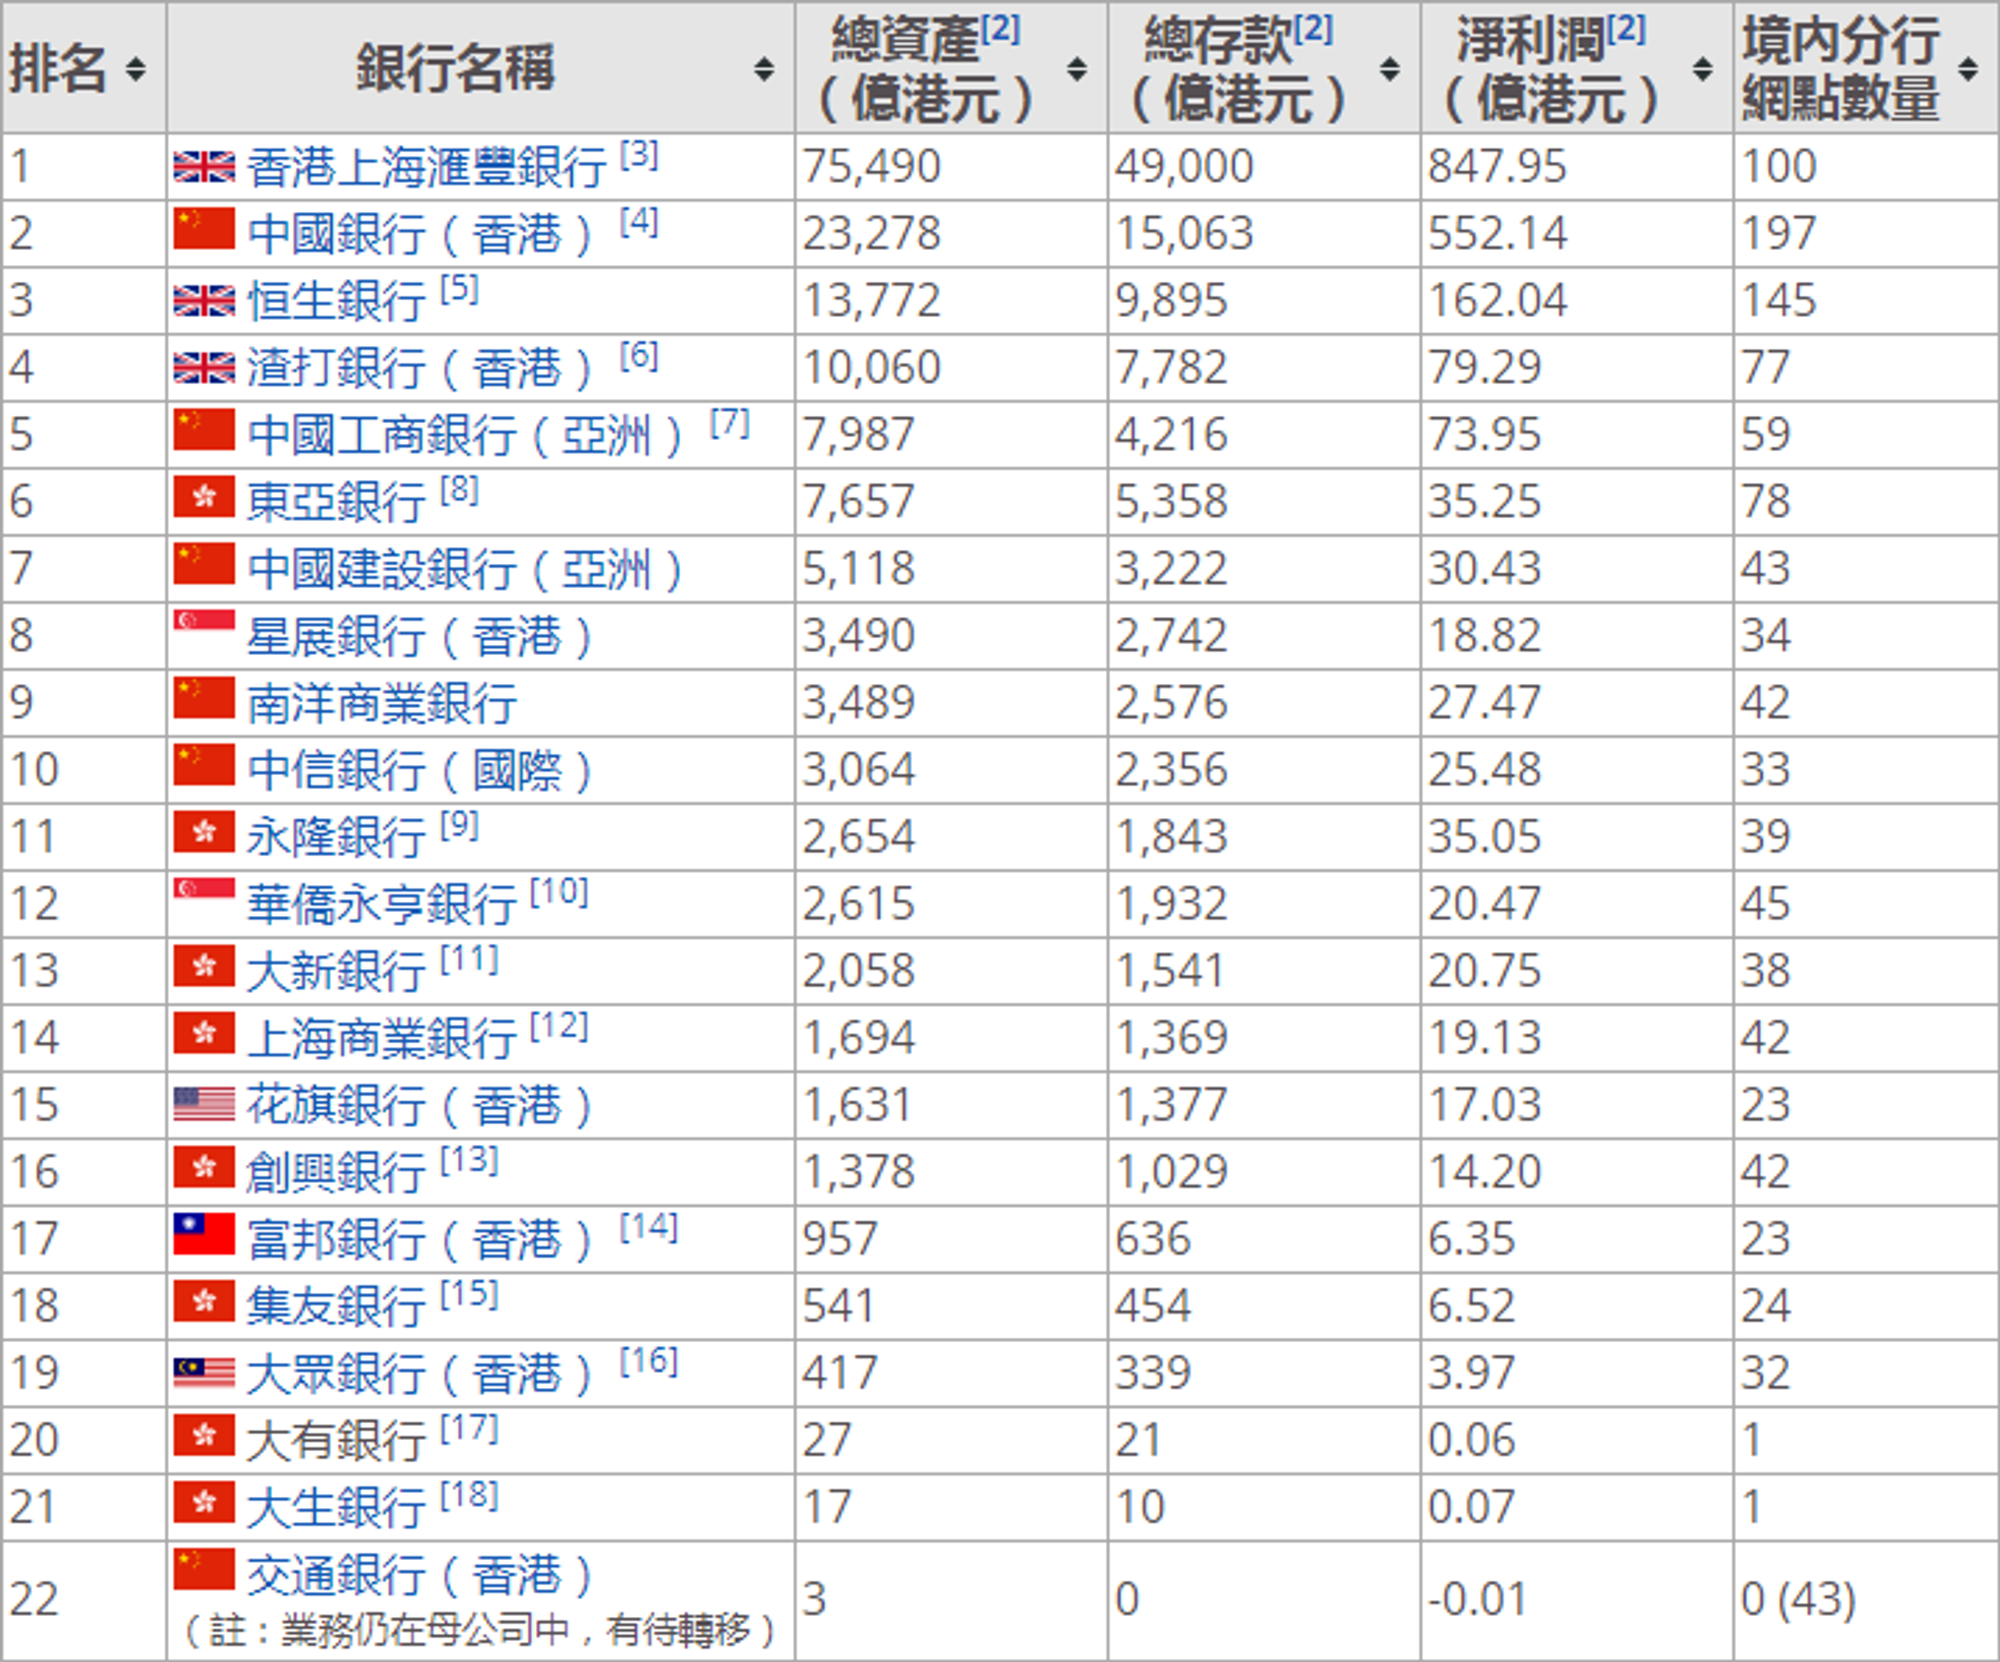 排名 銀行名稱 總資產[2] （億港元） 總存款[2] （億港元） 淨利潤[2] （億港元） 境內分行 網點數量
1 香港上海滙豐銀行 [3] 75,490 49,000 847.95 100
2 中國銀行（香港） [4] 23,278 15,063 552.14 197
3 恒生銀行 [5] 13,772 9,895 162.04 145
4 渣打銀行（香港） [6] 10,060 7,782 79.29 77
5 中國工商銀行（亞洲） [7] 7,987 4,216 73.95 59
6 東亞銀行 [8] 7,657 5,358 35.25 78
7 中國建設銀行（亞洲） 5,118 3,222 30.43 43
8 星展銀行（香港） 3,490 2,742 18.82 34
9 南洋商業銀行 3,489 2,576 27.47 42
10 中信銀行（國際） 3,064 2,356 25.48 33
11 永隆銀行 [9] 2,654 1,843 35.05 39
12 華僑永亨銀行 [10] 2,615 1,932 20.47 45
13 大新銀行 [11] 2,058 1,541 20.75 38
14 上海商業銀行 [12] 1,694 1,369 19.13 42
15 花旗銀行（香港） 1,631 1,377 17.03 23
16 創興銀行 [13] 1,378 1,029 14.20 42
17 富邦銀行（香港） [14] 957 636 6.35 23
18 集友銀行 [15] 541 454 6.52 24
19 大眾銀行（香港） [16] 417 339 3.97 32
20 大有銀行 [17] 27 21 0.06 1
21 大生銀行 [18] 17 10 0.07 1
22 交通銀行（香港） 3 0 -0.01 0 (43)
（註：業務仍在母公司中，有待轉移）